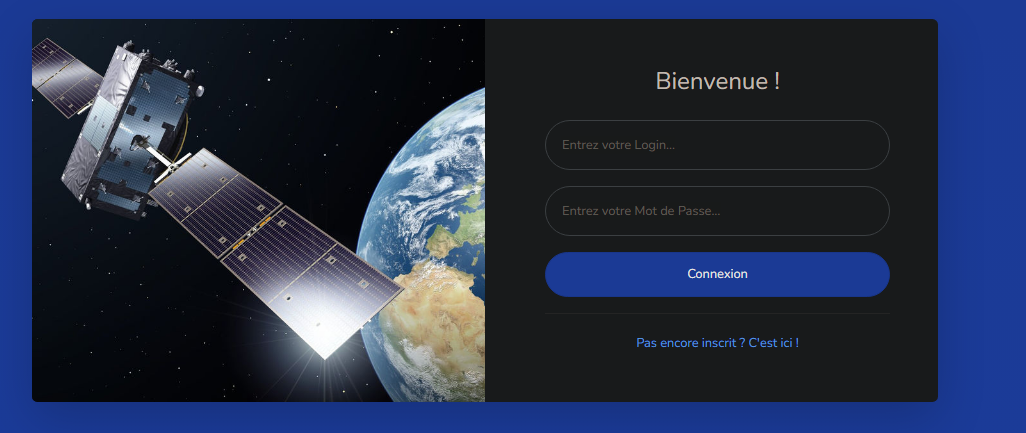 Bienvenue !
Entrez votre Login...
Entrez votre Mot de Passe...
Connexion
Pas encore inscrit ? C'est ici !